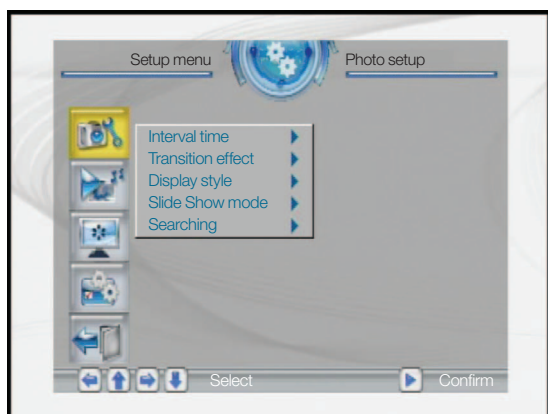 Setup menu
Photo setup
Interval time
Transition effect
Display style
Slide Show mode
Searching
Select
Confirm